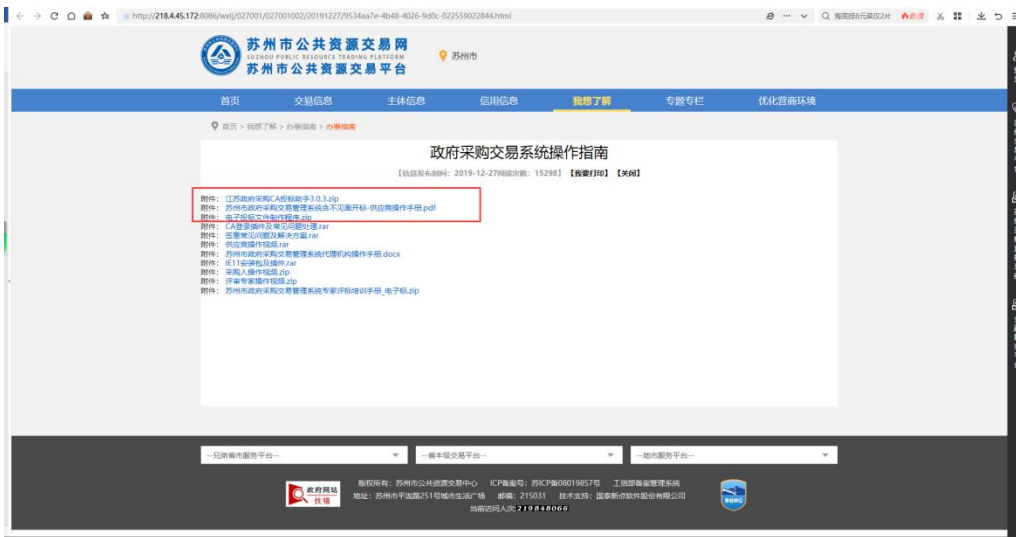 http://218.4.45.172:8086/wxlj/027001/027001002/20191227/9534aa7e-4b48-4026-9d0c-022559022844.html
苏州市公共资源交易网
SUZHOU PUBLIC RESOURCE TRADING PLATFORM
苏州市公共资源交易平台
苏州市
首页 交易信息 主体信息 信用信息 我想了解 专题专栏 优化营商环境
首页 > 我想了解 > 办事指南 > 办事指南
政府采购交易系统操作指南
【信息发布时间: 2019-12-27阅读次数: 15298】【我要打印】【关闭】
附件: 江苏政府采购CA投标助手3.0.3.zip
附件: 苏州市政府采购交易管理系统含不见面开标-供应商操作手册.pdf
附件: 电子投标文件制作程序.zip
附件: CA登录插件及常见问题处理.rar
附件: 签章常见问题及解决方案.rar
附件: 供应商操作视频.rar
附件: 苏州市政府采购交易管理系统代理机构操作手册.docx
附件: IE11安装包及插件.rar
附件: 采购人操作视频.zip
附件: 评审专家操作视频.zip
附件: 苏州市政府采购交易管理系统专家评标培训手册_电子标.zip
--兄弟省市服务平台-- --省本级交易平台-- --地市服务平台--
政府网站
找错
版权所有: 苏州市公共资源交易中心 ICP备案号: 苏ICP备08019857号 工信部备案管理系统
地址: 苏州市平泷路251号城市生活广场 邮编: 215031 技术支持: 国泰新点软件股份有限公司
当前访问人次:219848066